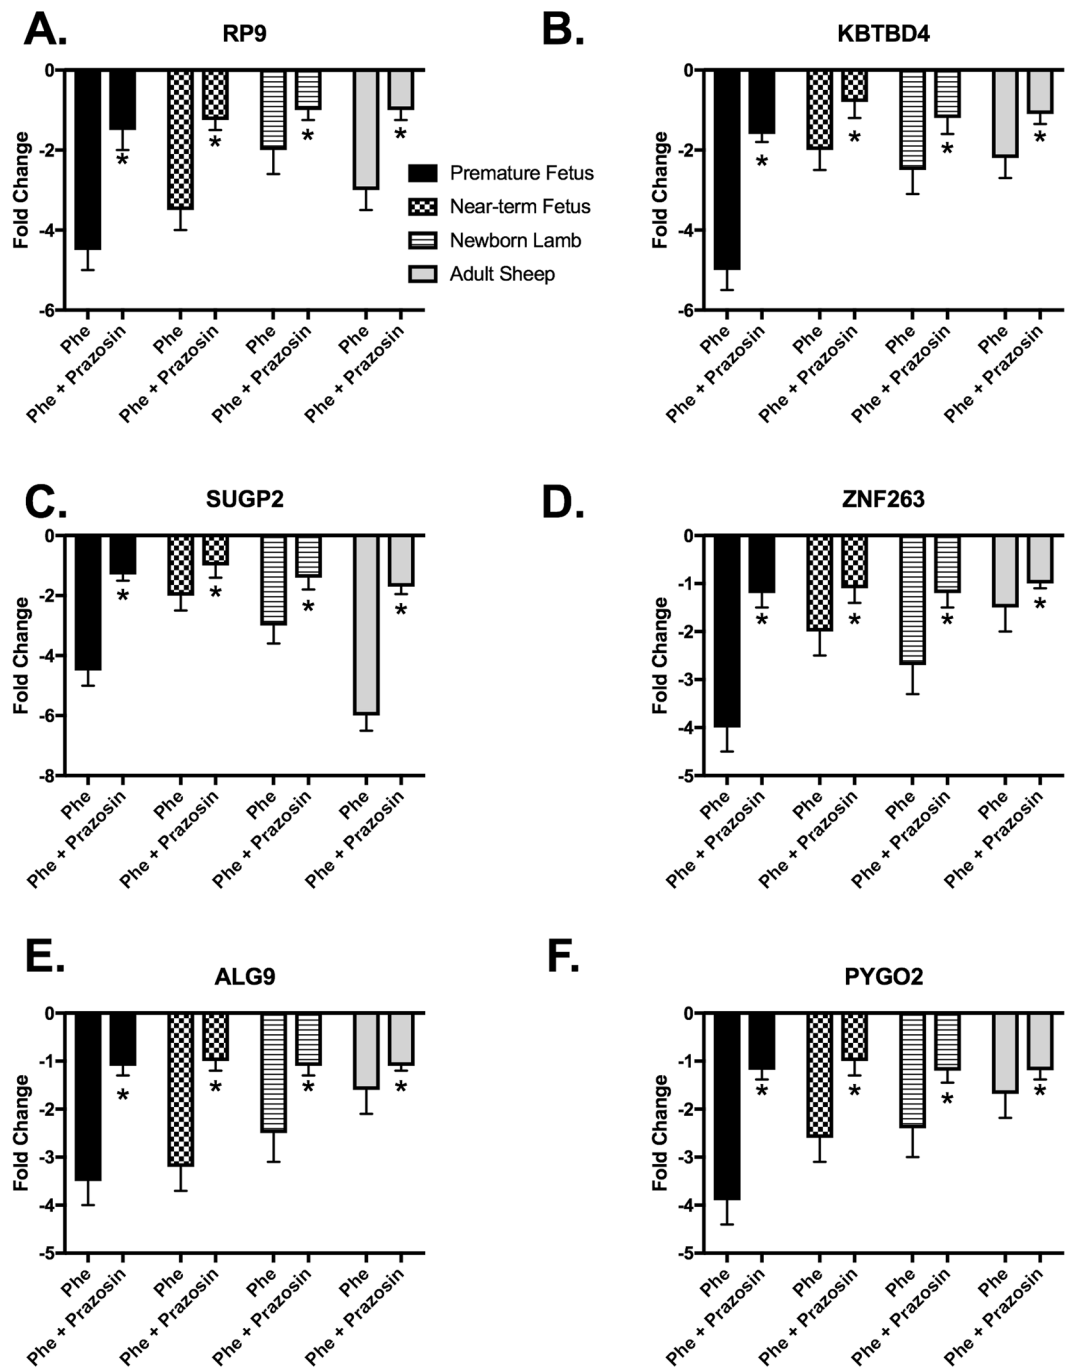 A.
RP9
0
-2
-4
-6
Fold Change
Phe
Phe + Prazosin
Phe
Phe + Prazosin
Phe
Phe + Prazosin
Phe
Phe + Prazosin
*
*
*
*
Premature Fetus
Near-term Fetus
Newborn Lamb
Adult Sheep
B.
KBTBD4
0
-2
-4
-6
Fold Change
Phe
Phe + Prazosin
Phe
Phe + Prazosin
Phe
Phe + Prazosin
Phe
Phe + Prazosin
*
*
*
*
C.
SUGP2
0
-2
-4
-6
-8
Fold Change
Phe
Phe + Prazosin
Phe
Phe + Prazosin
Phe
Phe + Prazosin
Phe
Phe + Prazosin
*
*
*
*
D.
ZNF263
0
-1
-2
-3
-4
-5
Fold Change
Phe
Phe + Prazosin
Phe
Phe + Prazosin
Phe
Phe + Prazosin
Phe
Phe + Prazosin
*
*
*
*
E.
ALG9
0
-1
-2
-3
-4
-5
Fold Change
Phe
Phe + Prazosin
Phe
Phe + Prazosin
Phe
Phe + Prazosin
Phe
Phe + Prazosin
*
*
*
*
F.
PYGO2
0
-1
-2
-3
-4
-5
Fold Change
Phe
Phe + Prazosin
Phe
Phe + Prazosin
Phe
Phe + Prazosin
Phe
Phe + Prazosin
*
*
*
*